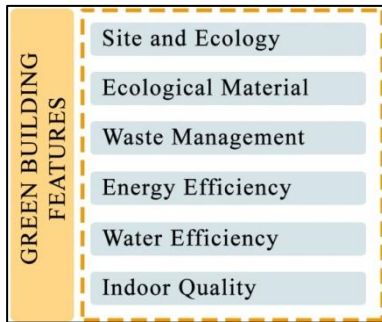 GREEN BUILDING
FEATURES
Site and Ecology
Ecological Material
Waste Management
Energy Efficiency
Water Efficiency
Indoor Quality